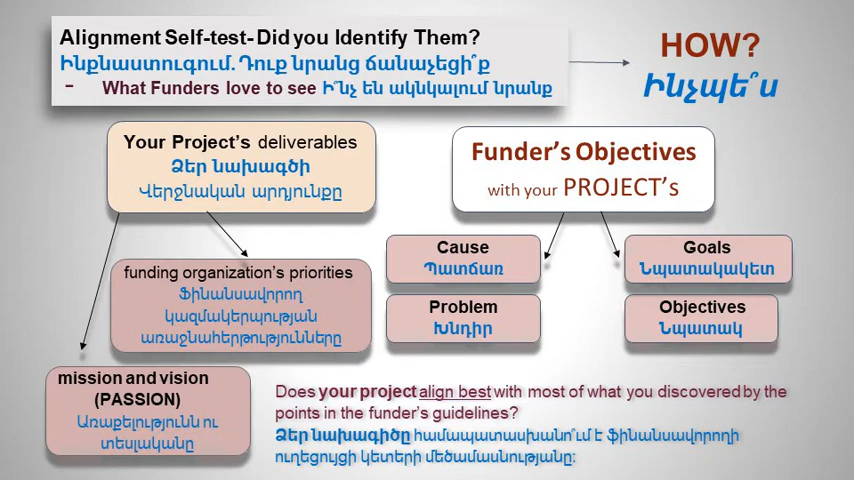 Alignment Self-test- Did you Identify Them?
Ինքնաստուգում. Դուք նրանց ճանաչեցի՞ք
- What Funders love to see Ի՞նչ են ակնկալում նրանք
HOW?
Ինչպե՞ս
Your Project’s deliverables
Ձեր նախագծի
Վերջնական արդյունքը
Funder’s Objectives
with your PROJECT’s
funding organization’s priorities
Ֆինանսավորող
կազմակերպության
առաջնահերթությունները
mission and vision
(PASSION)
Առաքելությունն ու
տեսլականը
Cause
Պատճառ
Goals
Նպատակակետ
Problem
Խնդիր
Objectives
Նպատակ
Does your project align best with most of what you discovered by the
points in the funder’s guidelines?
Ձեր նախագիծը համապատասխանո՞ւմ է ֆինանսավորողի
ուղեցույցի կետերի մեծամասնությանը: